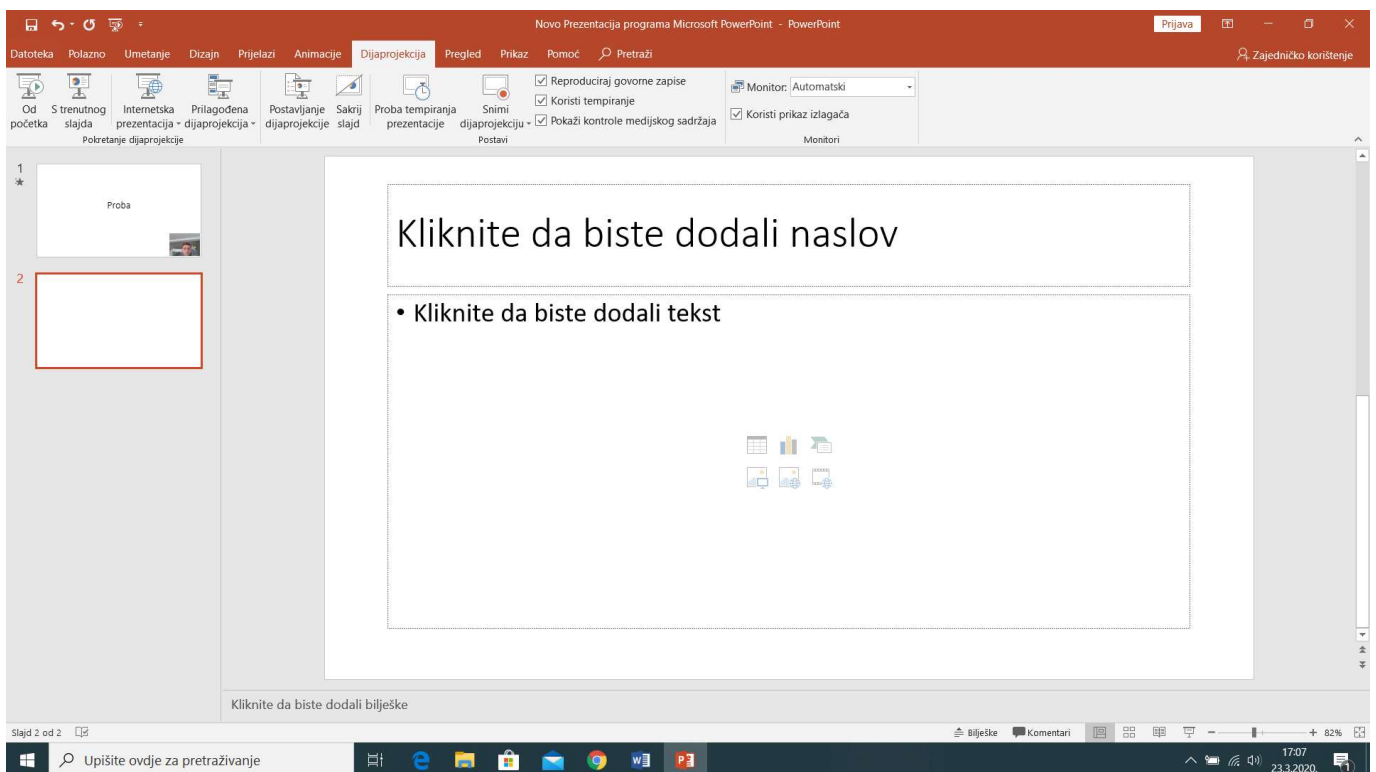 Novo Prezentacija programa Microsoft PowerPoint - PowerPoint
Prijava
Datoteka Polazno Umetanje Dizajn Prijelazi Animacije Dijaprojekcija Pregled Prikaz Pomoć Pretraži
Zajedničko korištenje
Od početka
S trenutnog slajda
Internetska prezentacija
Prilagođena dijaprojekcija
Pokretanje dijaprojekcije
Postavljanje dijaprojekcije
Sakrij slajd
Proba tempiranja prezentacije
Snimi dijaprojekciju
Reproduciraj govorne zapise
Koristi tempiranje
Pokaži kontrole medijskog sadržaja
Postavi
Monitor: Automatski
Koristi prikaz izlagača
Monitori
1
Proba
2
Kliknite da biste dodali naslov
• Kliknite da biste dodali tekst
Kliknite da biste dodali bilješke
Slajd 2 od 2
Bilješke
Komentari
82%
Upišite ovdje za pretraživanje
17:07
23.3.2020.
1